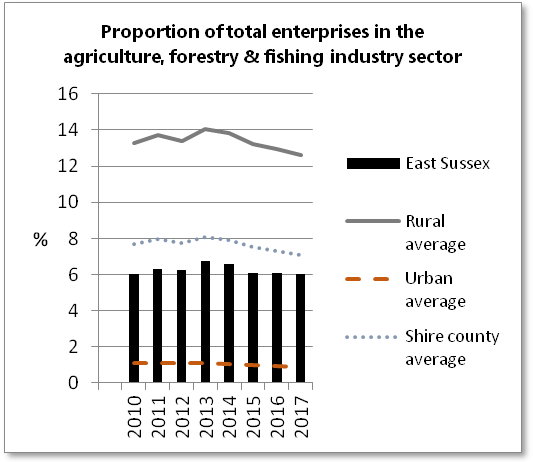 Proportion of total enterprises in the
agriculture, forestry & fishing industry sector
16
14
12
10
8
6
4
2
0
%
2010
2011
2012
2013
2014
2015
2016
2017
East Sussex
Rural
average
Urban
average
Shire county
average